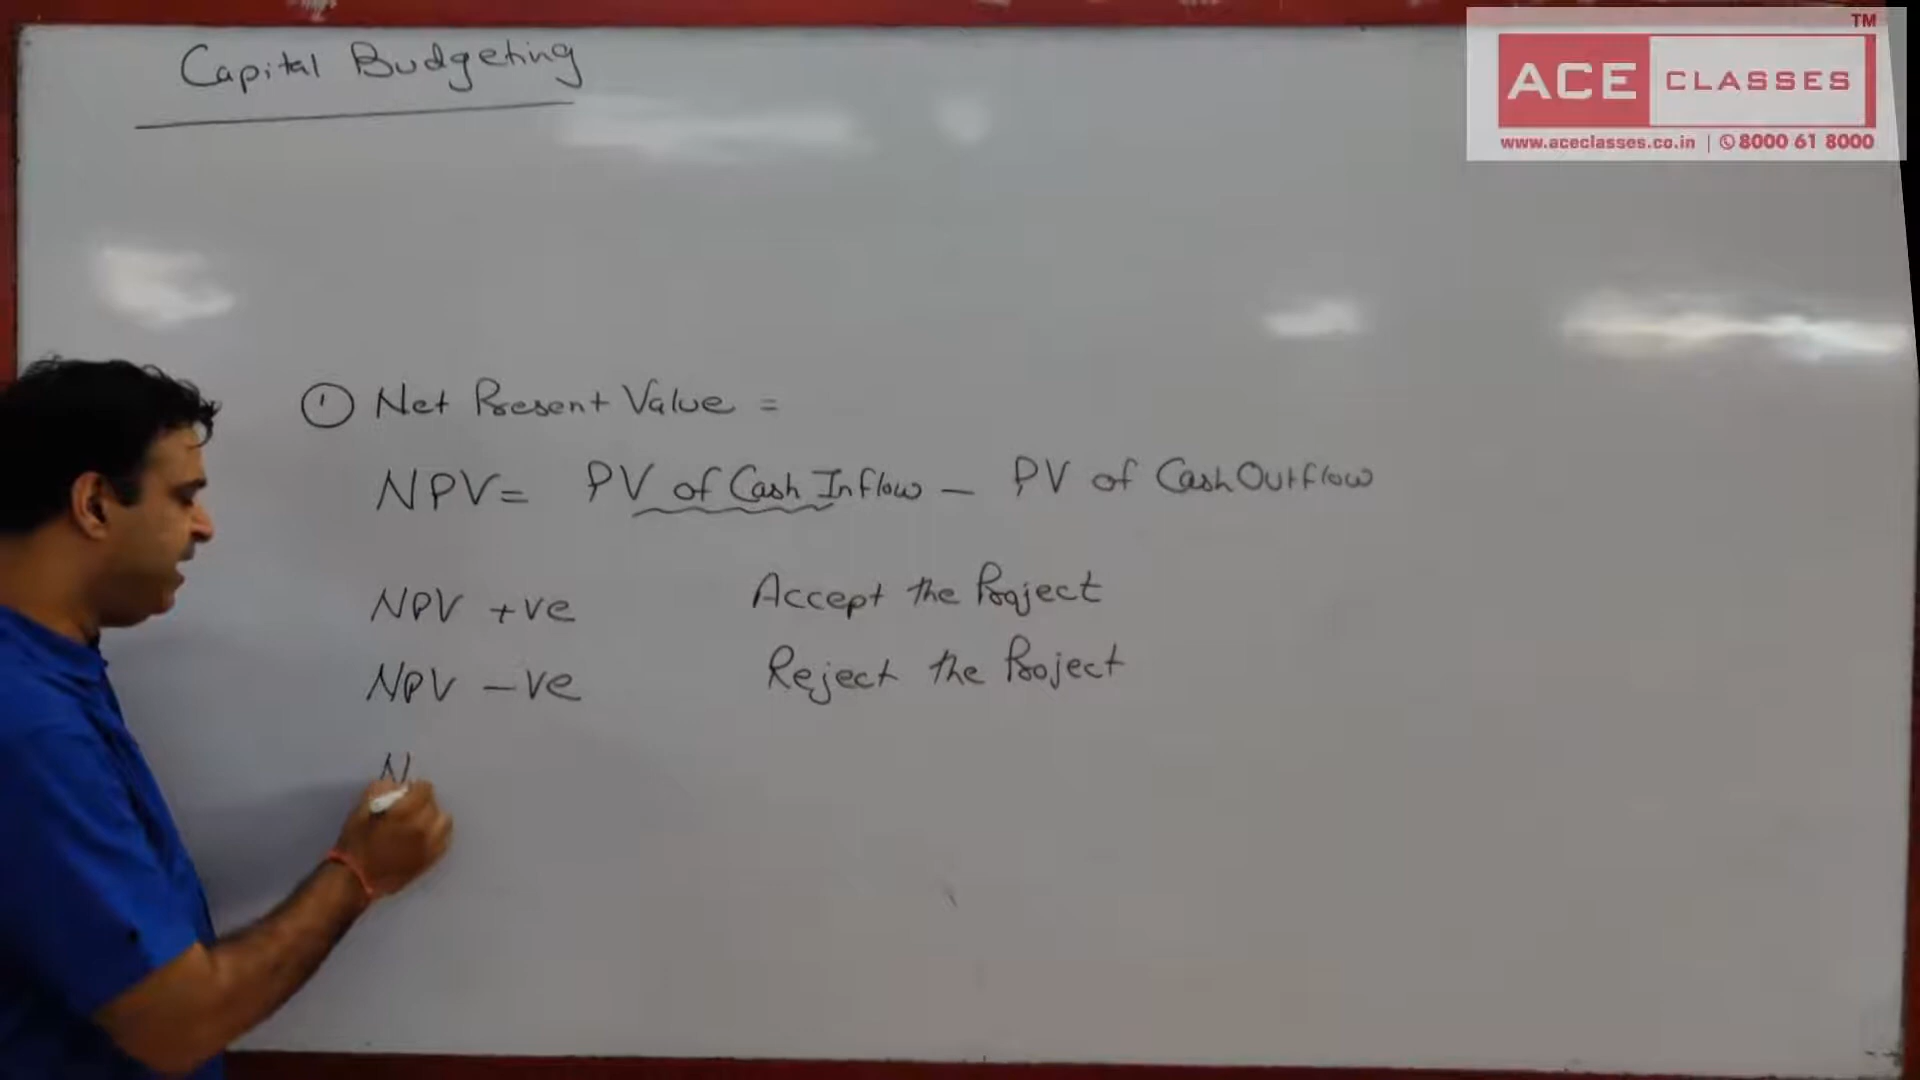 Capital Budgeting
TM
ACE CLASSES
www.aceclasses.co.in | 8000 61 8000
① Net Present Value =
NPV = PV of Cash Inflow — PV of Cash Outflow
NPV +ve Accept the Project
NPV -ve Reject the Project
N